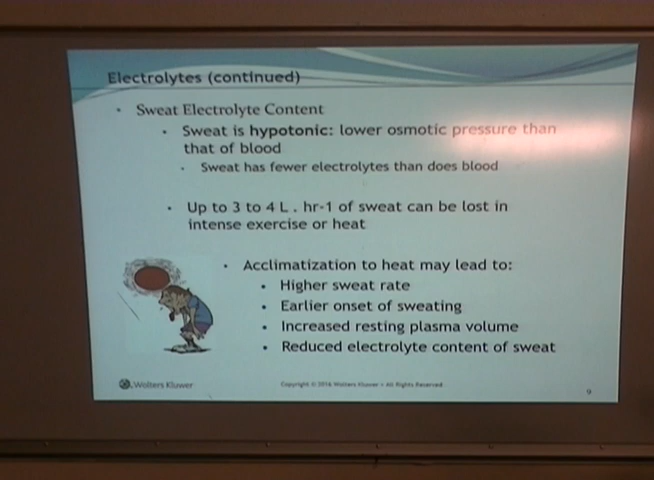 Electrolytes (continued)
Sweat Electrolyte Content
Sweat is hypotonic: lower osmotic pressure than
that of blood
Sweat has fewer electrolytes than does blood
Up to 3 to 4 L . hr-1 of sweat can be lost in
intense exercise or heat
Acclimatization to heat may lead to:
Higher sweat rate
Earlier onset of sweating
Increased resting plasma volume
Reduced electrolyte content of sweat
Wolters Kluwer
Copyright © 2016 Wolters Kluwer • All Rights Reserved
9